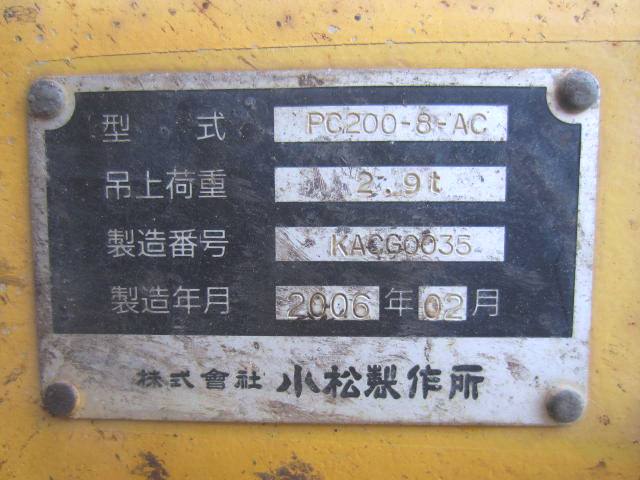 型 式 PC200-8-AC
吊上荷重 2.9t
製造番号 KACG0035
製造年月 2006年02月
株式會社 小松製作所